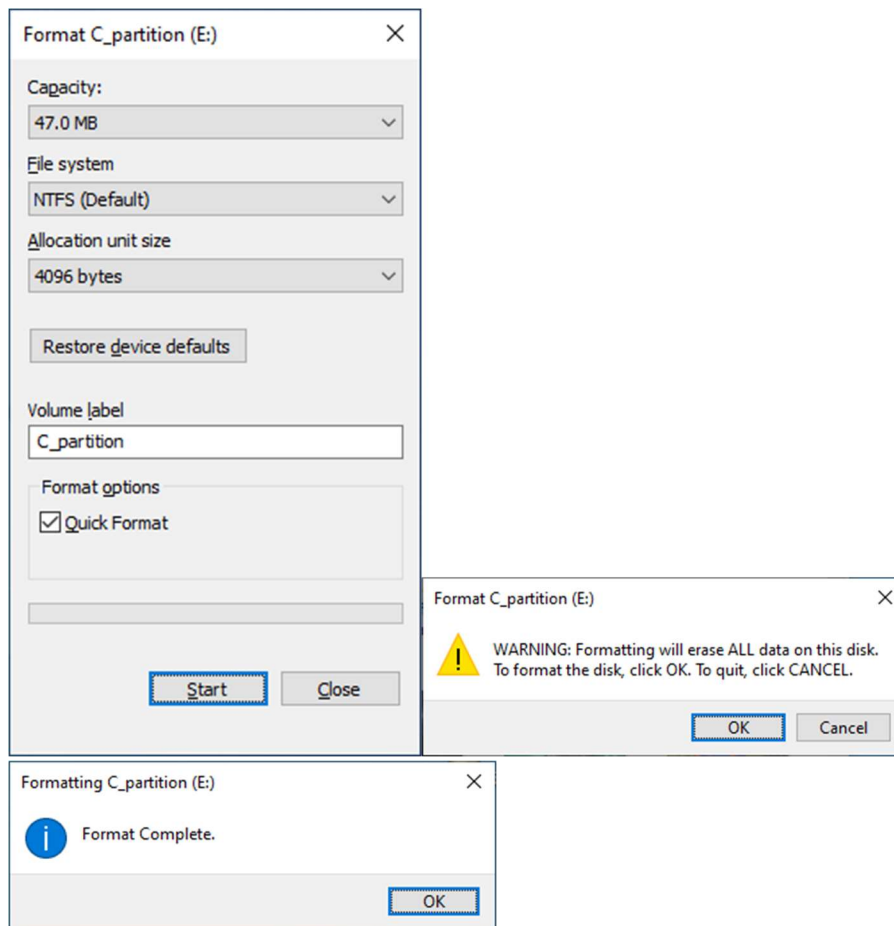 Format C_partition (E:)
Capacity:
47.0 MB
File system
NTFS (Default)
Allocation unit size
4096 bytes
Restore device defaults
Volume label
C_partition
Format options
Quick Format
Start Close
Format C_partition (E:)
WARNING: Formatting will erase ALL data on this disk.
To format the disk, click OK. To quit, click CANCEL.
OK Cancel
Formatting C_partition (E:)
Format Complete.
OK